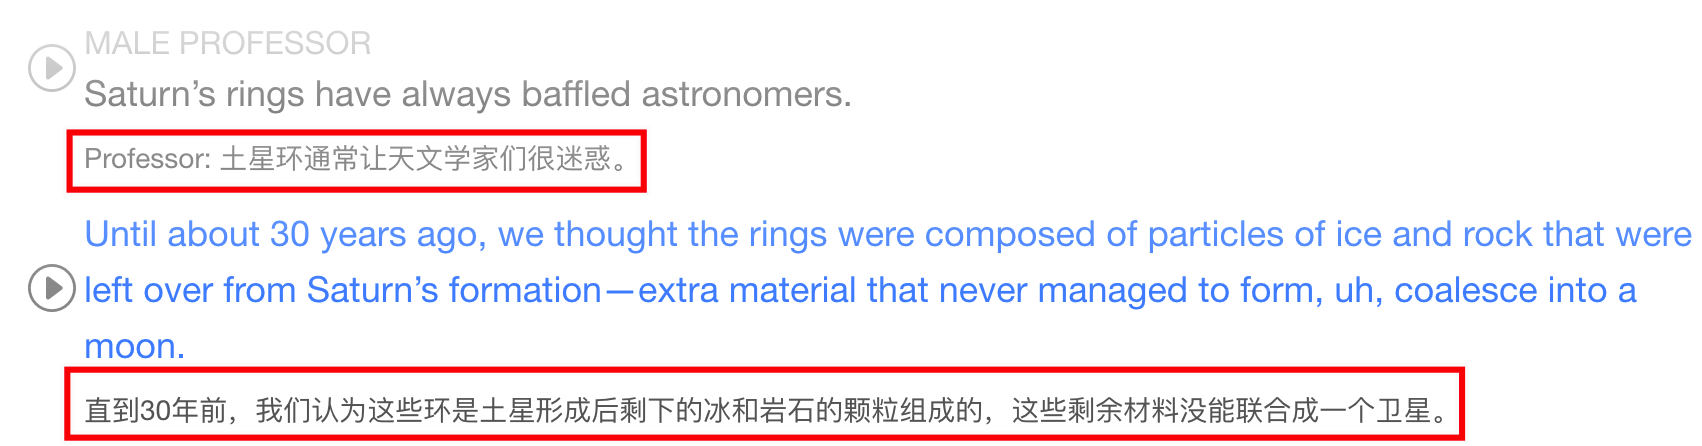 MALE PROFESSOR
Saturn’s rings have always baffled astronomers.
Professor: 土星环通常让天文学家们很迷惑。
Until about 30 years ago, we thought the rings were composed of particles of ice and rock that were
left over from Saturn’s formation—extra material that never managed to form, uh, coalesce into a
moon.
直到30年前，我们认为这些环是土星形成后剩下的冰和岩石的颗粒组成的，这些剩余材料没能联合成一个卫星。